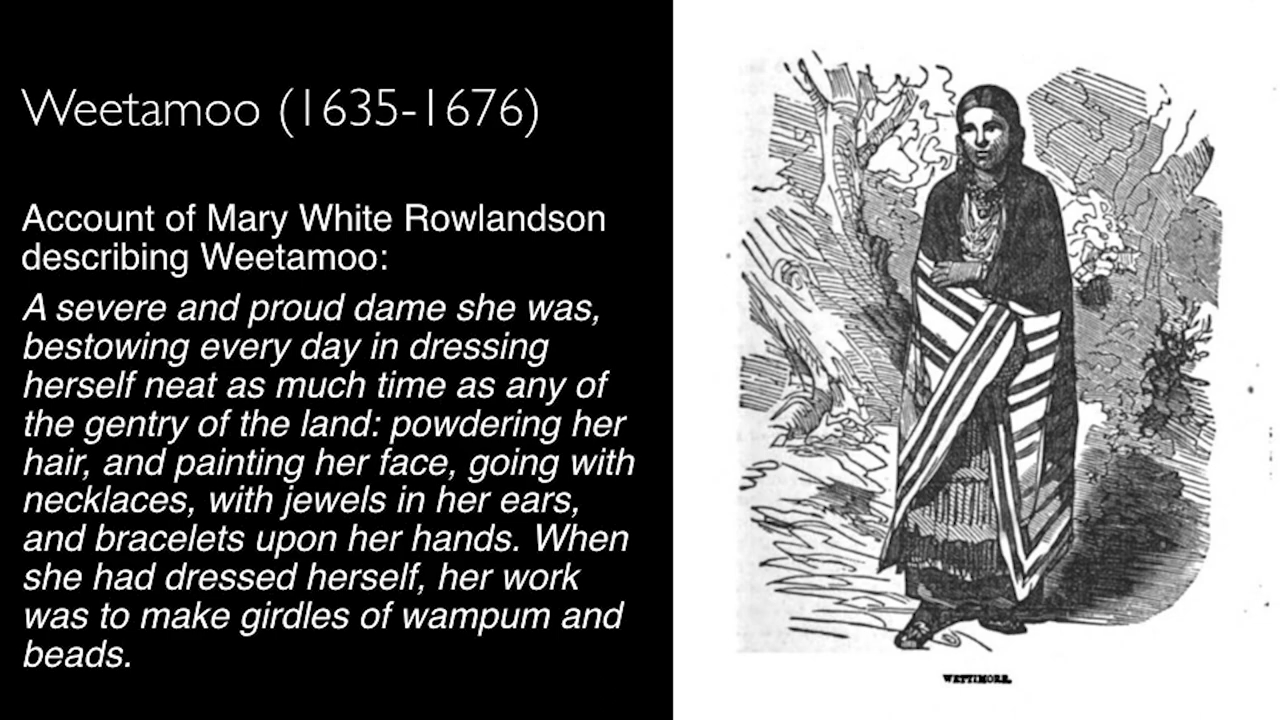 Weetamoo (1635-1676)
Account of Mary White Rowlandson
describing Weetamoo:
A severe and proud dame she was,
bestowing every day in dressing
herself neat as much time as any of
the gentry of the land: powdering her
hair, and painting her face, going with
necklaces, with jewels in her ears,
and bracelets upon her hands. When
she had dressed herself, her work
was to make girdles of wampum and
beads.
WETTIMORE.